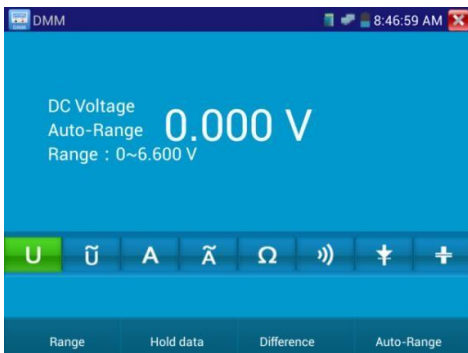 DMM
DMM
8:46:59 AM
DC Voltage
Auto-Range
Range : 0~6.600 V
0.000 V
U Ũ A Ã Ω
Range Hold data Difference Auto-Range